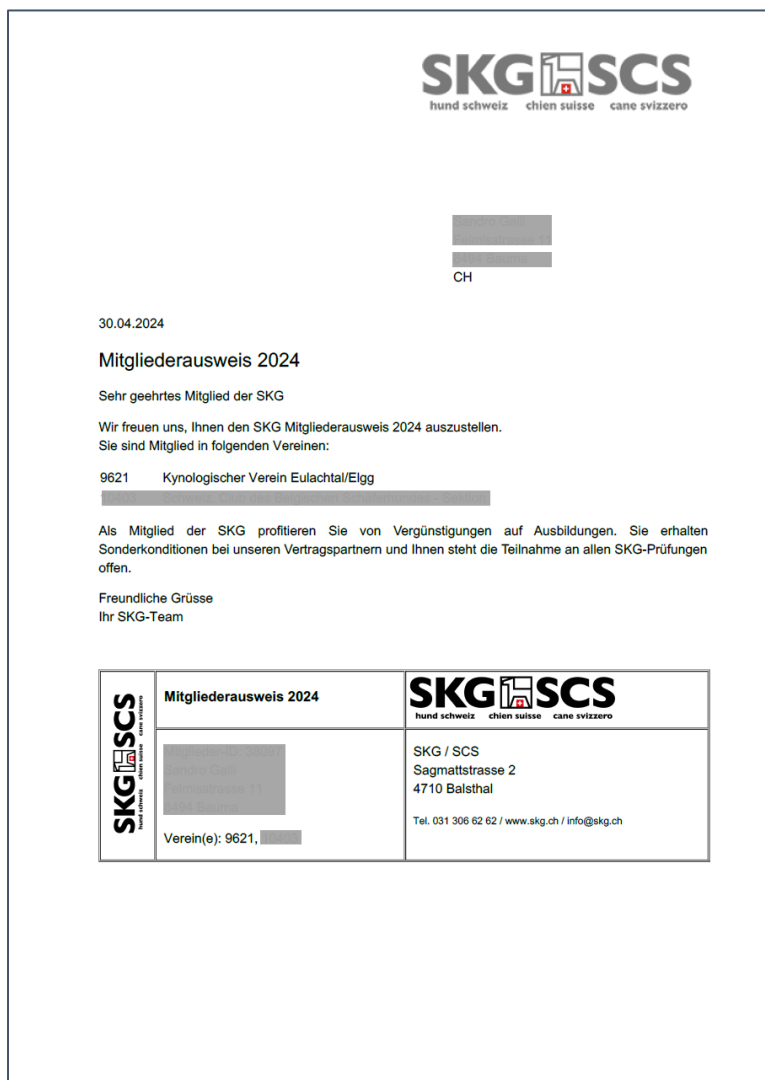 SKG SCS
hund schweiz chien suisse cane svizzero
CH
30.04.2024
Mitgliederausweis 2024
Sehr geehrtes Mitglied der SKG
Wir freuen uns, Ihnen den SKG Mitgliederausweis 2024 auszustellen.
Sie sind Mitglied in folgenden Vereinen:
9621 Kynologischer Verein Eulachtal/Elgg
Als Mitglied der SKG profitieren Sie von Vergünstigungen auf Ausbildungen. Sie erhalten
Sonderkonditionen bei unseren Vertragspartnern und Ihnen steht die Teilnahme an allen SKG-Prüfungen
offen.
Freundliche Grüsse
Ihr SKG-Team
SKG SCS
hund schweiz chien suisse cane svizzero
Mitgliederausweis 2024
Verein(e): 9621,
SKG SCS
hund schweiz chien suisse cane svizzero
SKG / SCS
Sagmattstrasse 2
4710 Balsthal
Tel. 031 306 62 62 / www.skg.ch / info@skg.ch